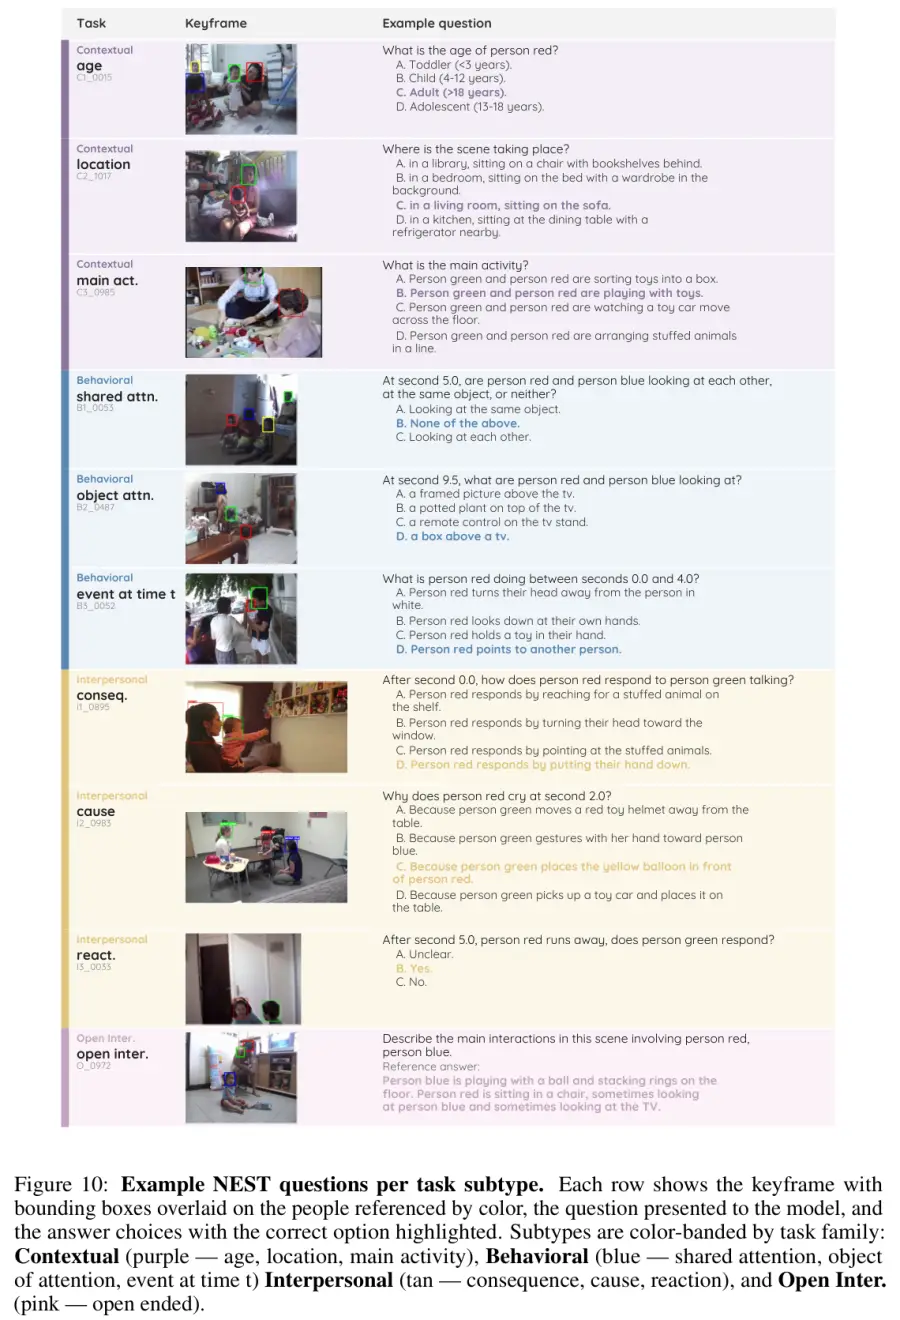 Task Keyframe Example question
Contextual
age
C1_0015
What is the age of person red?
A. Toddler (<3 years).
B. Child (4-12 years).
C. Adult (>18 years).
D. Adolescent (13-18 years).
Contextual
location
C2_1017
Where is the scene taking place?
A. in a library, sitting on a chair with bookshelves behind.
B. in a bedroom, sitting on the bed with a wardrobe in the
background.
C. in a living room, sitting on the sofa.
D. in a kitchen, sitting at the dining table with a
refrigerator nearby.
Contextual
main act.
C3_0985
What is the main activity?
A. Person green and person red are sorting toys into a box.
B. Person green and person red are playing with toys.
C. Person green and person red are watching a toy car move
across the floor.
D. Person green and person red are arranging stuffed animals
in a line.
Behavioral
shared attn.
B1_0053
At second 5.0, are person red and person blue looking at each other,
at the same object, or neither?
A. Looking at the same object.
B. None of the above.
C. Looking at each other.
Behavioral
object attn.
B2_0487
At second 9.5, what are person red and person blue looking at?
A. a framed picture above the tv.
B. a potted plant on top of the tv.
C. a remote control on the tv stand.
D. a box above a tv.
Behavioral
event at time t
B3_0052
What is person red doing between seconds 0.0 and 4.0?
A. Person red turns their head away from the person in
white.
B. Person red looks down at their own hands.
C. Person red holds a toy in their hand.
D. Person red points to another person.
Interpersonal
conseq.
I1_0895
After second 0.0, how does person red respond to person green talking?
A. Person red responds by reaching for a stuffed animal on
the shelf.
B. Person red responds by turning their head toward the
window.
C. Person red responds by pointing at the stuffed animals.
D. Person red responds by putting their hand down.
Interpersonal
cause
I2_0983
Why does person red cry at second 2.0?
A. Because person green moves a red toy helmet away from the
table.
B. Because person green gestures with her hand toward person
blue.
C. Because person green places the yellow balloon in front
of person red.
D. Because person green picks up a toy car and places it on
the table.
Interpersonal
react.
I3_0033
After second 5.0, person red runs away, does person green respond?
A. Unclear.
B. Yes.
C. No.
Open Inter.
open inter.
O_0972
Describe the main interactions in this scene involving person red,
person blue.
Reference answer:
Person blue is playing with a ball and stacking rings on the
floor. Person red is sitting in a chair, sometimes looking
at person blue and sometimes looking at the TV.
Figure 10: Example NEST questions per task subtype. Each row shows the keyframe with
bounding boxes overlaid on the people referenced by color, the question presented to the model, and
the answer choices with the correct option highlighted. Subtypes are color-banded by task family:
Contextual (purple — age, location, main activity), Behavioral (blue — shared attention, object
of attention, event at time t) Interpersonal (tan — consequence, cause, reaction), and Open Inter.
(pink — open ended).